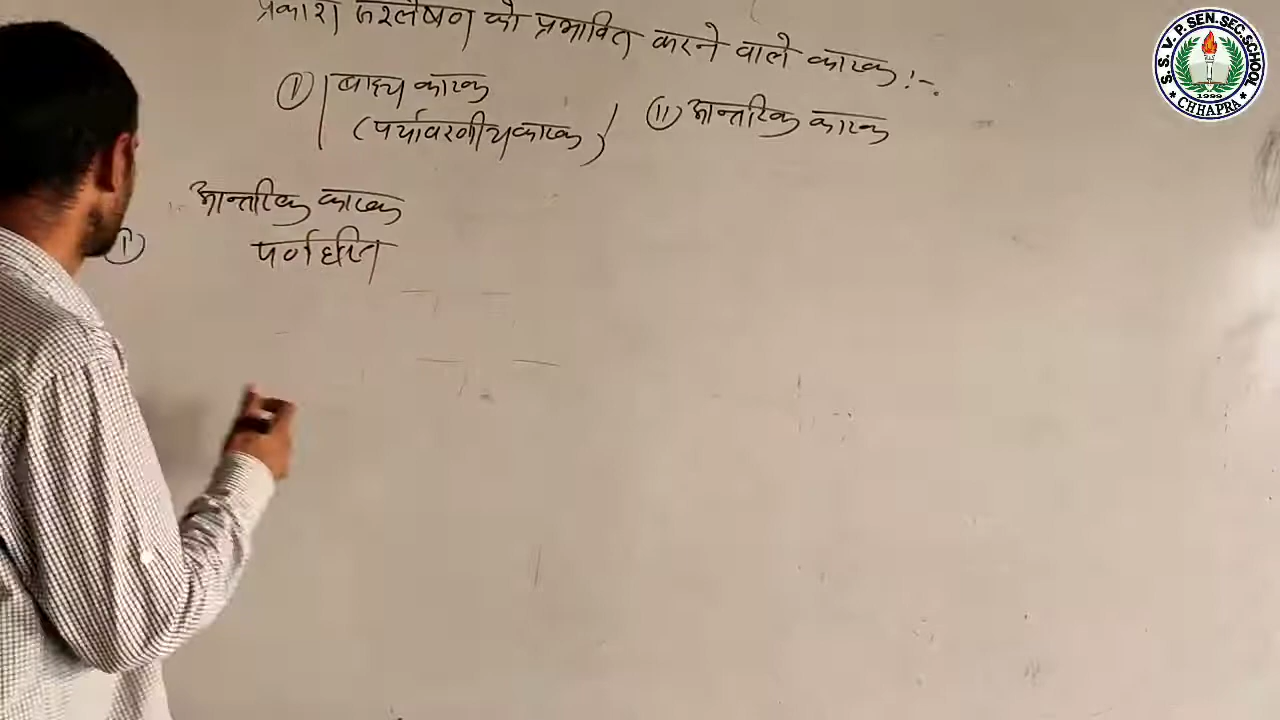 प्रकाश संश्लेषण को प्रभावित करने वाले कारक :-
(I) बाह्य कारक (II) आन्तरिक कारक
(पर्यावरणीय कारक)
आन्तरिक कारक
(I) पर्णहरित
S. S. V. P. SEN. SEC. SCHOOL
1998
★ CHHAPRA ★